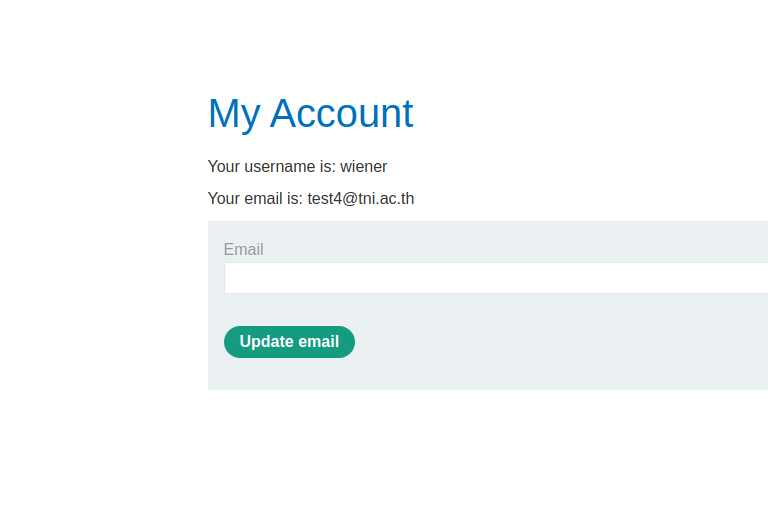 My Account
Your username is: wiener
Your email is: test4@tni.ac.th
Email
Update email